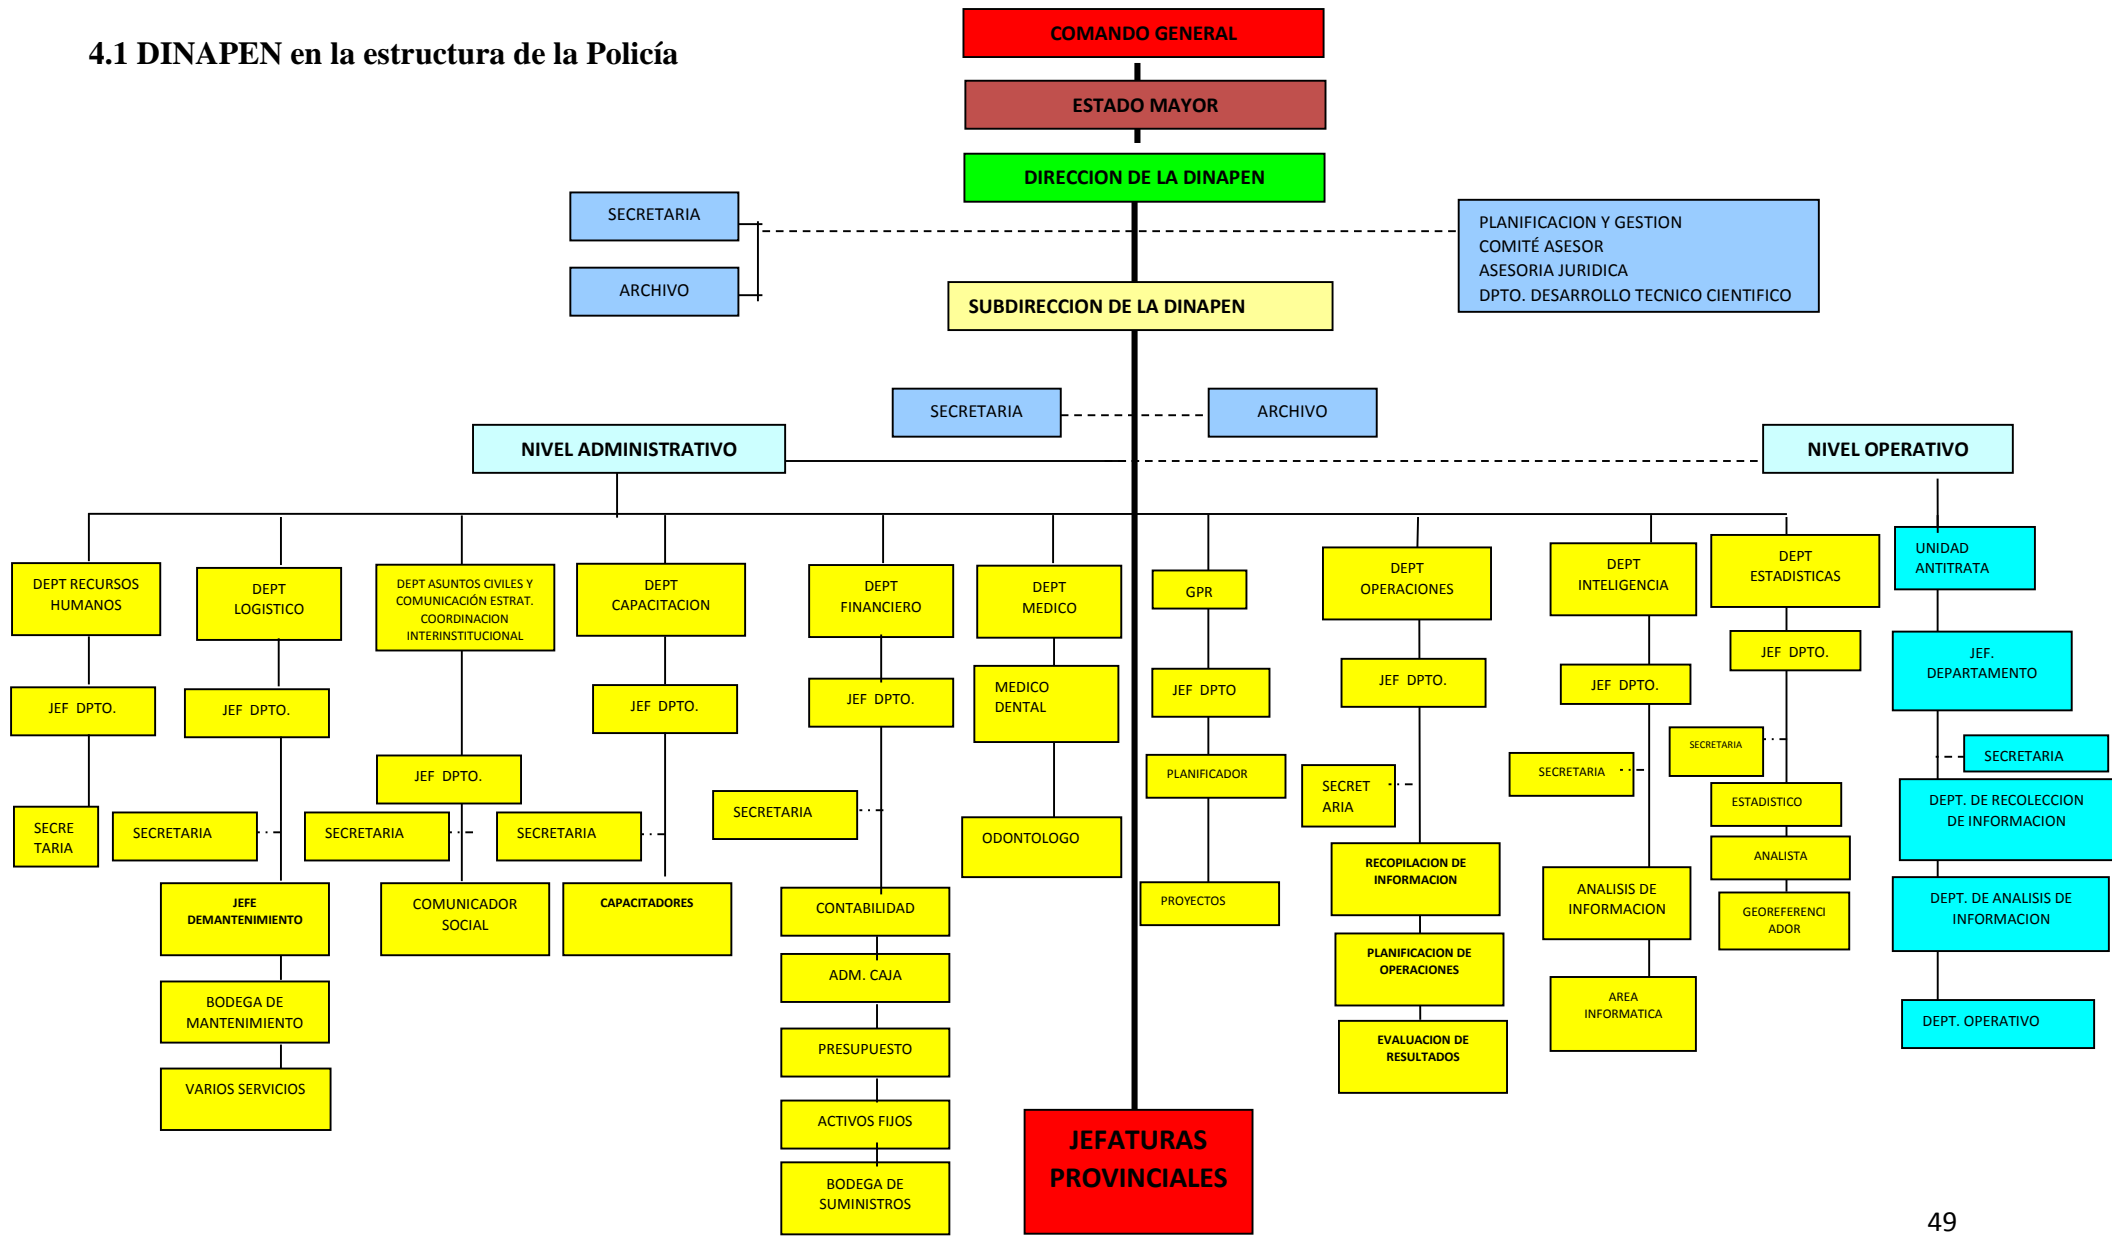 4.1 DINAPEN en la estructura de la Policía
COMANDO GENERAL
ESTADO MAYOR
DIRECCION DE LA DINAPEN
SECRETARIA
ARCHIVO
PLANIFICACION Y GESTION
COMITÉ ASESOR
ASESORIA JURIDICA
DPTO. DESARROLLO TECNICO CIENTIFICO
SUBDIRECCION DE LA DINAPEN
SECRETARIA
ARCHIVO
NIVEL ADMINISTRATIVO
NIVEL OPERATIVO
DEPT RECURSOS
HUMANOS
JEF DPTO.
SECRE
TARIA
DEPT
LOGISTICO
JEF DPTO.
SECRETARIA
JEFE
DEMANTENIMIENTO
BODEGA DE
MANTENIMIENTO
VARIOS SERVICIOS
DEPT ASUNTOS CIVILES Y
COMUNICACIÓN ESTRAT.
COORDINACION
INTERINSTITUCIONAL
JEF DPTO.
SECRETARIA
COMUNICADOR
SOCIAL
DEPT
CAPACITACION
JEF DPTO.
SECRETARIA
CAPACITADORES
DEPT
FINANCIERO
JEF DPTO.
SECRETARIA
CONTABILIDAD
ADM. CAJA
PRESUPUESTO
ACTIVOS FIJOS
BODEGA DE
SUMINISTROS
DEPT
MEDICO
MEDICO
DENTAL
ODONTOLOGO
GPR
JEF DPTO
PLANIFICADOR
PROYECTOS
DEPT
OPERACIONES
JEF DPTO.
SECRET
ARIA
RECOPILACION DE
INFORMACION
PLANIFICACION DE
OPERACIONES
EVALUACION DE
RESULTADOS
DEPT
INTELIGENCIA
JEF DPTO.
SECRETARIA
ANALISIS DE
INFORMACION
AREA
INFORMATICA
DEPT
ESTADISTICAS
JEF DPTO.
SECRETARIA
ESTADISTICO
ANALISTA
GEOREFERENCI
ADOR
UNIDAD
ANTITRATA
JEF.
DEPARTAMENTO
SECRETARIA
DEPT. DE RECOLECCION
DE INFORMACION
DEPT. DE ANALISIS DE
INFORMACION
DEPT. OPERATIVO
JEFATURAS
PROVINCIALES
49